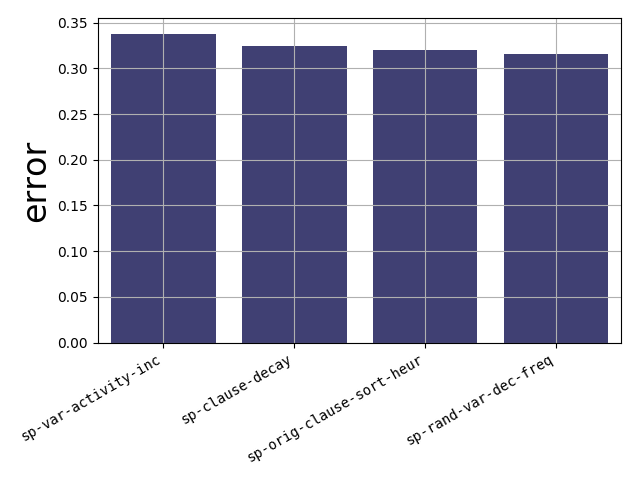 0.35
0.30
0.25
0.20
0.15
0.10
0.05
0.00
error
sp-var-activity-inc
sp-clause-decay
sp-orig-clause-sort-heur
sp-rand-var-dec-freq